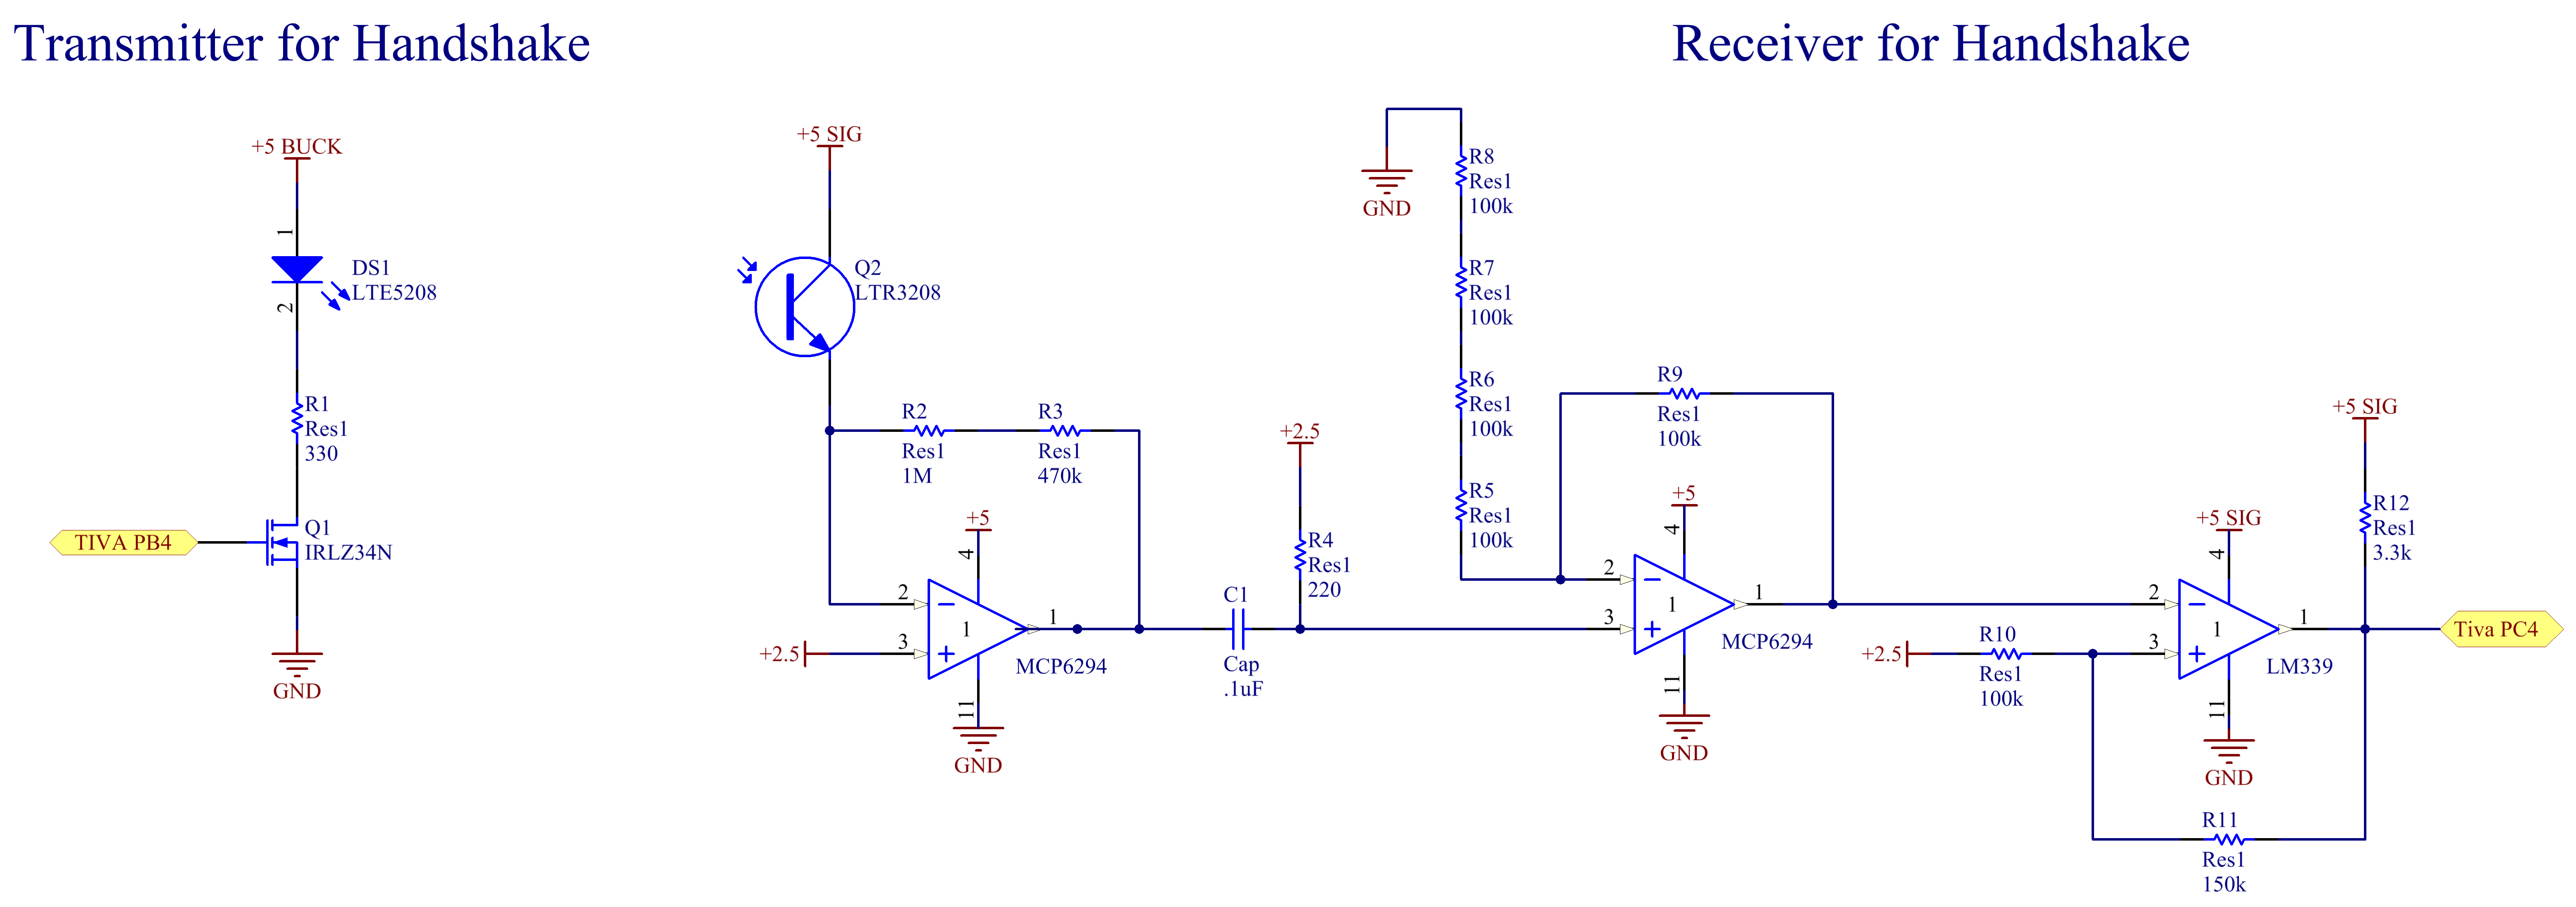 Transmitter for Handshake
Receiver for Handshake
+5 BUCK
1
DS1
LTE5208
2
R1
Res1
330
TIVA PB4
Q1
IRLZ34N
GND
+5 SIG
Q2
LTR3208
R2
Res1
1M
R3
Res1
470k
+5
4
2
3
1
1
+2.5
MCP6294
11
GND
C1
Cap
.1uF
+2.5
R4
Res1
220
GND
R8
Res1
100k
R7
Res1
100k
R6
Res1
100k
R5
Res1
100k
R9
Res1
100k
+5
4
2
3
1
1
MCP6294
11
GND
+2.5
R10
Res1
100k
+5 SIG
4
2
3
1
1
LM339
11
GND
R11
Res1
150k
+5 SIG
R12
Res1
3.3k
Tiva PC4